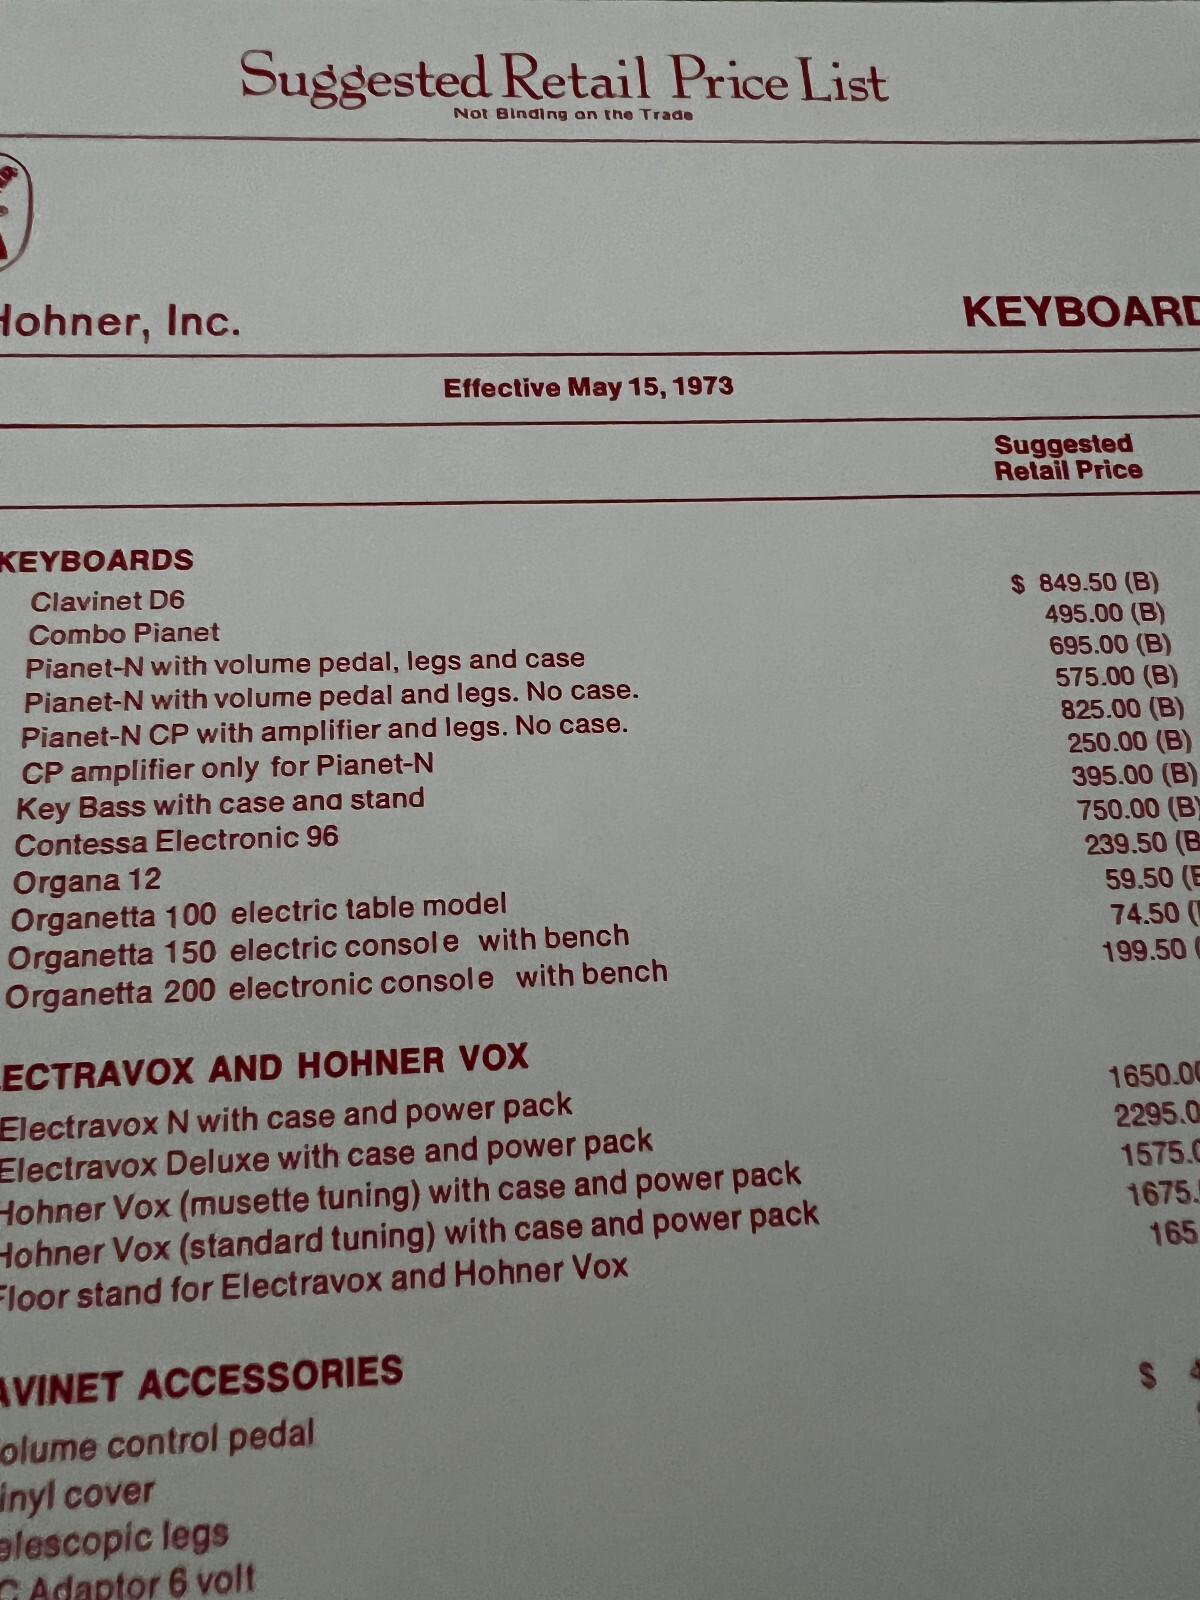 Suggested Retail Price List
Not Binding on the Trade
Hohner, Inc.
KEYBOARD
Effective May 15, 1973
Suggested
Retail Price
KEYBOARDS
Clavinet D6 $ 849.50 (B)
Combo Pianet 495.00 (B)
Pianet-N with volume pedal, legs and case 695.00 (B)
Pianet-N with volume pedal and legs. No case. 575.00 (B)
Pianet-N CP with amplifier and legs. No case. 825.00 (B)
CP amplifier only for Pianet-N 250.00 (B)
Key Bass with case and stand 395.00 (B)
Contessa Electronic 96 750.00 (B)
Organa 12 239.50 (B
Organetta 100 electric table model 59.50 (
Organetta 150 electric console with bench 74.50 (
Organetta 200 electronic console with bench 199.50 (
ECTRAVOX AND HOHNER VOX
Electravox N with case and power pack 1650.00
Electravox Deluxe with case and power pack 2295.0
Hohner Vox (musette tuning) with case and power pack 1575.0
Hohner Vox (standard tuning) with case and power pack 1675.
Floor stand for Electravox and Hohner Vox 165
AVINET ACCESSORIES
olume control pedal $
inyl cover
elescopic legs
C Adaptor 6 volt